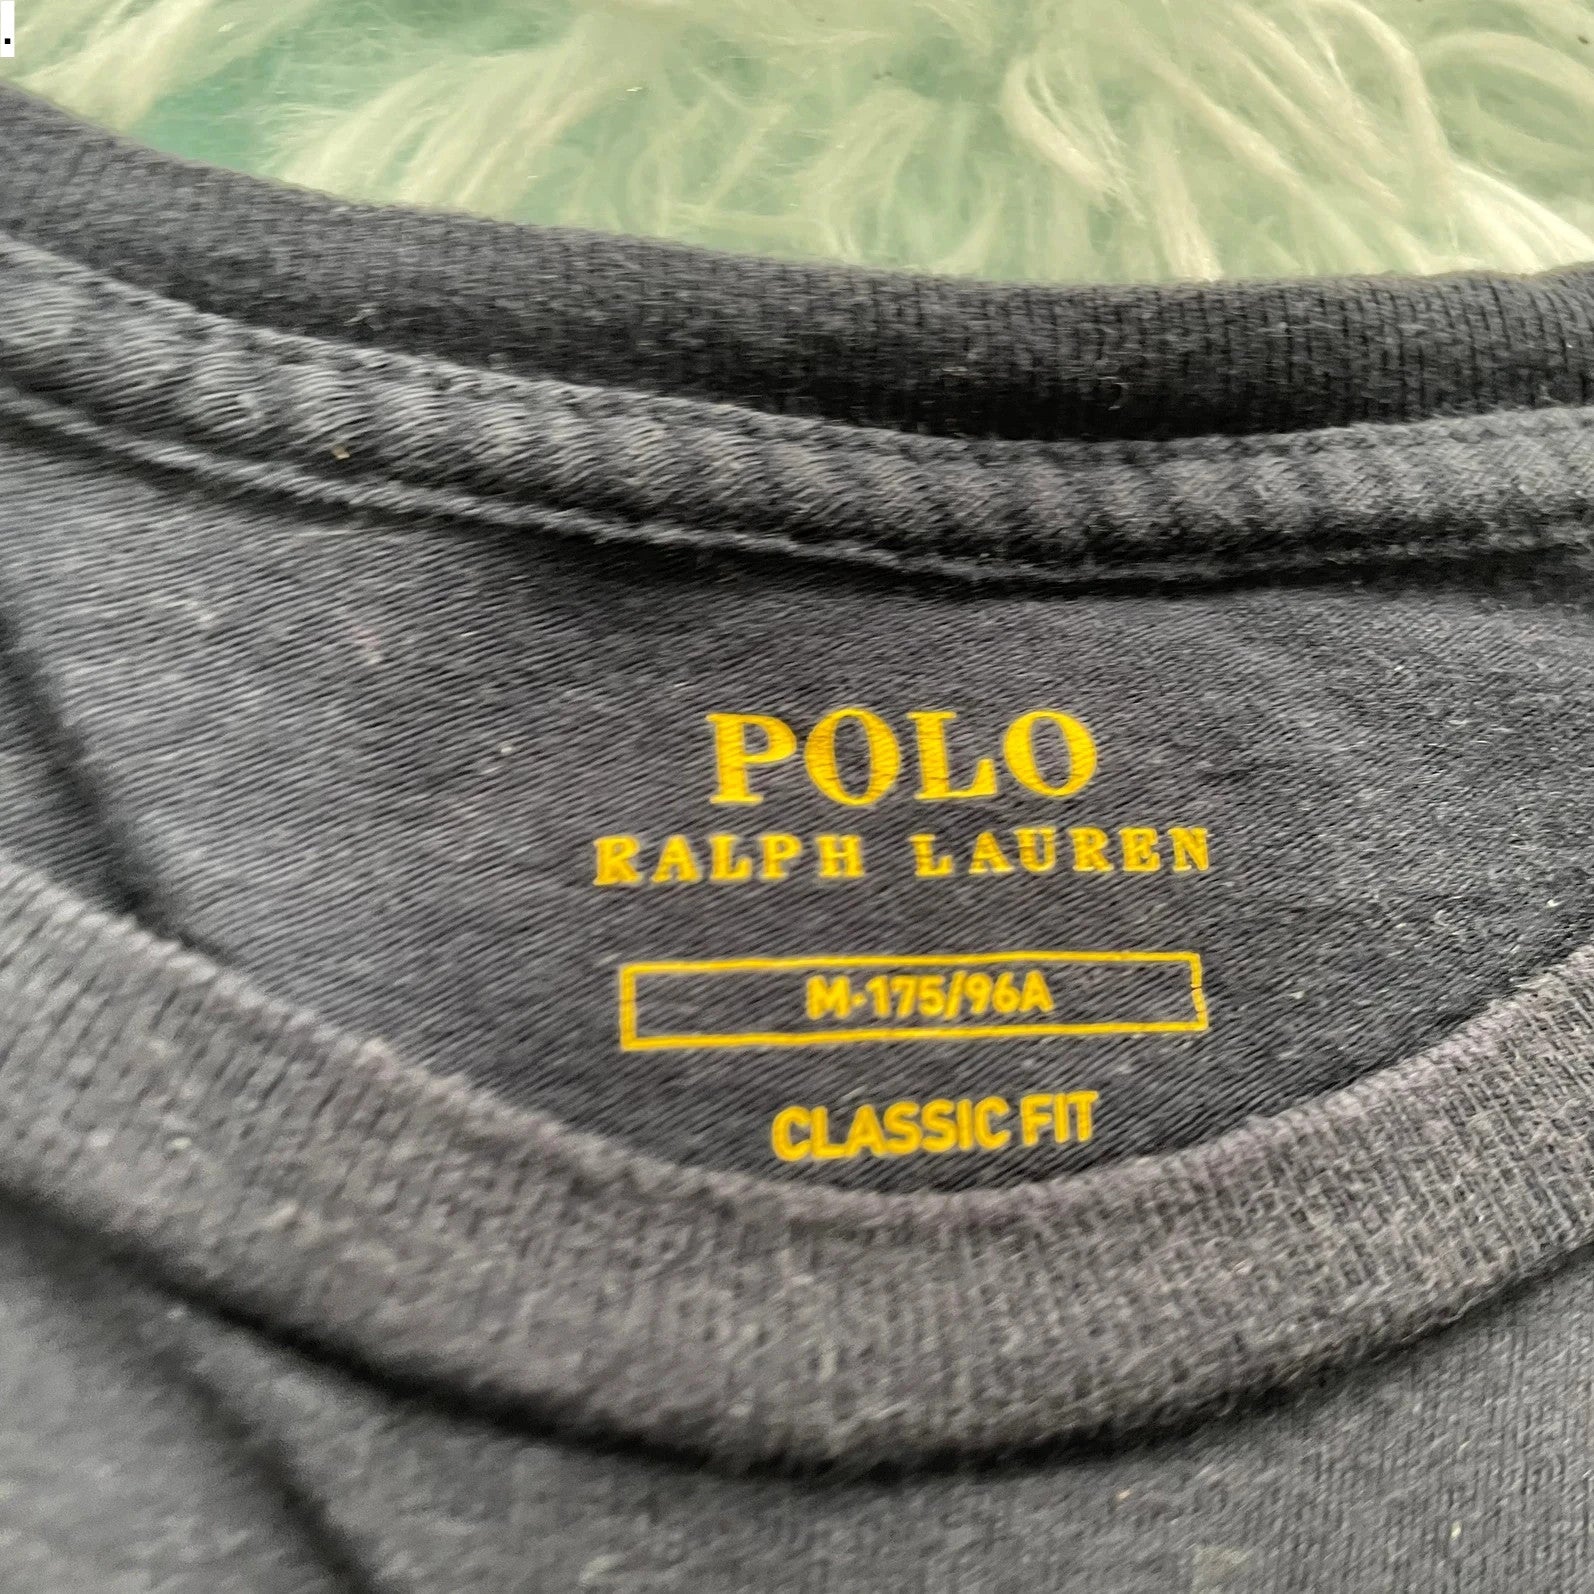 .
POLO
RALPH LAUREN
M-175/96A
CLASSIC FIT